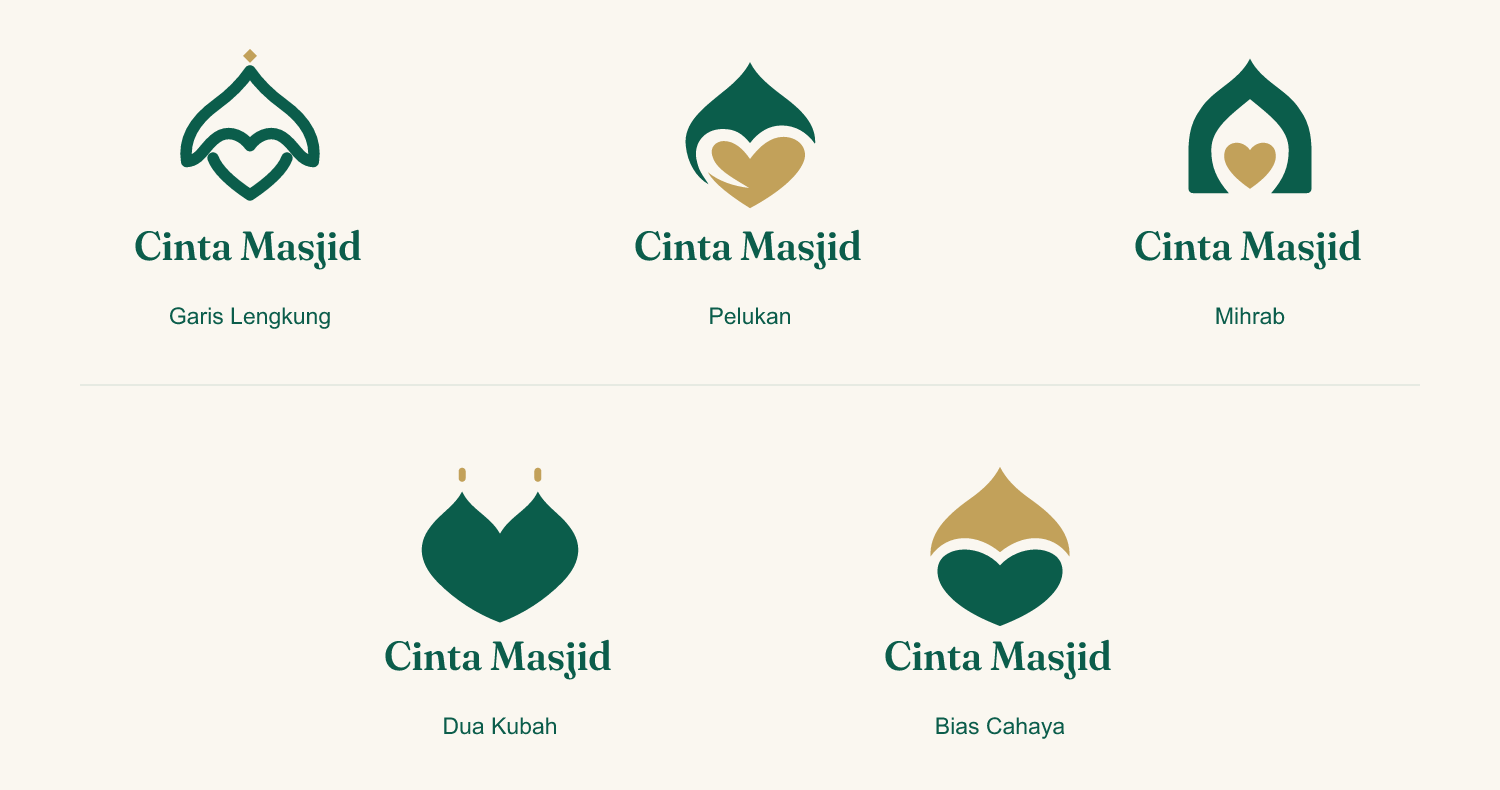 Cinta Masjid
Garis Lengkung
Cinta Masjid
Pelukan
Cinta Masjid
Mihrab
Cinta Masjid
Dua Kubah
Cinta Masjid
Bias Cahaya